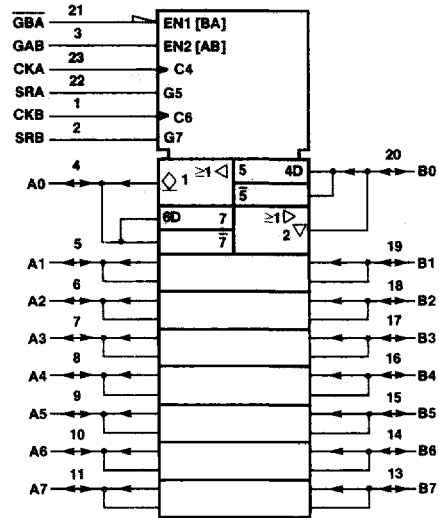 21
GBA EN1 [BA]
3
GAB EN2 [AB]
23
CKA C4
22
SRA G5
1
CKB C6
2
SRB G7
4 20
A0 1 ≥1 5 4D B0
5
6D 7 ≥1
7 2
5 19
A1 B1
6 18
A2 B2
7 17
A3 B3
8 16
A4 B4
9 15
A5 B5
10 14
A6 B6
11 13
A7 B7